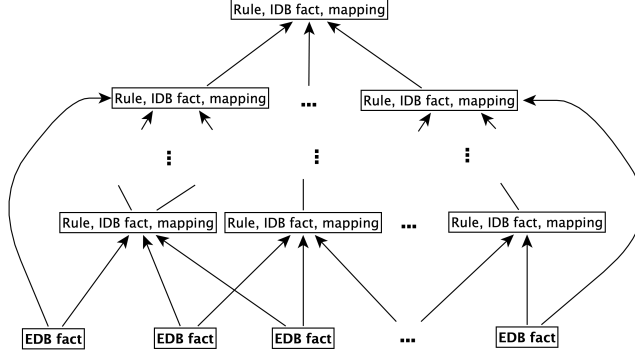 Rule, IDB fact, mapping
Rule, IDB fact, mapping ... Rule, IDB fact, mapping
Rule, IDB fact, mapping Rule, IDB fact, mapping ... Rule, IDB fact, mapping
EDB fact EDB fact EDB fact ... EDB fact